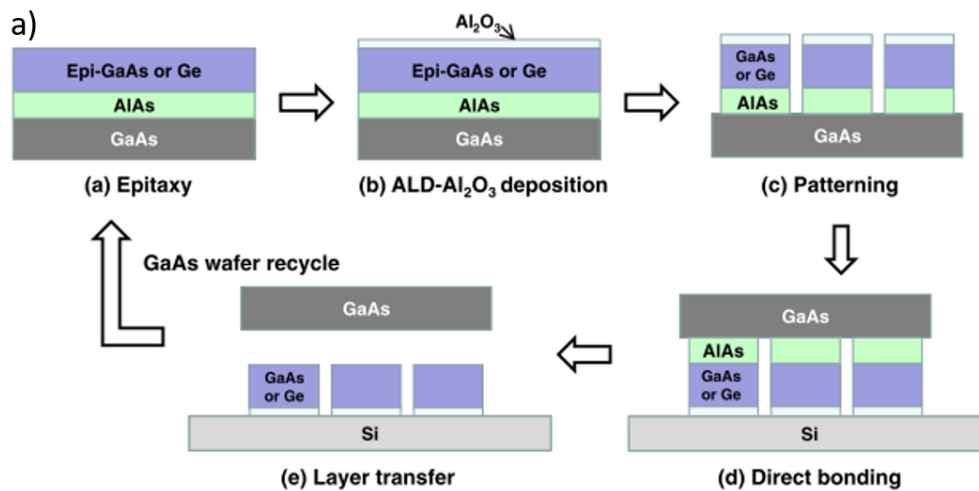 a)
Epi-GaAs or Ge
AlAs
GaAs
(a) Epitaxy
Al₂O₃
Epi-GaAs or Ge
AlAs
GaAs
(b) ALD-Al₂O₃ deposition
GaAs
or Ge
AlAs
GaAs
(c) Patterning
GaAs
AlAs
GaAs
or Ge
Si
(d) Direct bonding
GaAs
GaAs
or Ge
Si
(e) Layer transfer
GaAs wafer recycle